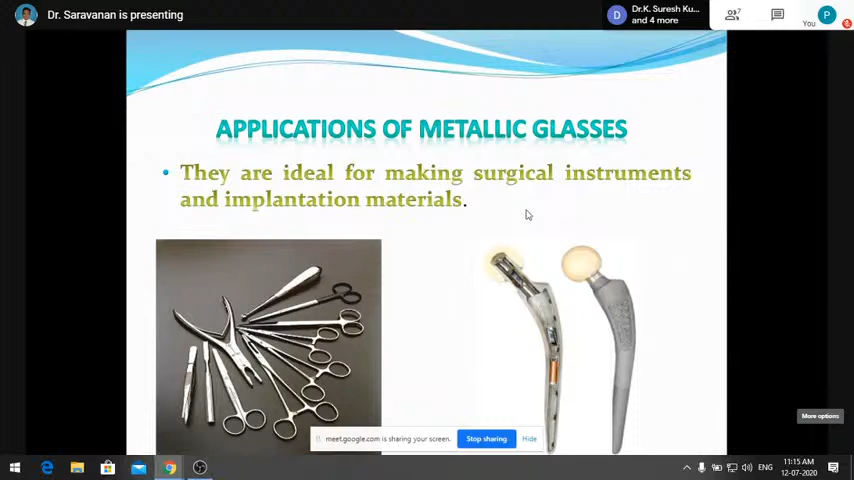 Dr. Saravanan is presenting
D
Dr.K. Suresh Ku...
and 4 more
7
P
You
APPLICATIONS OF METALLIC GLASSES
• They are ideal for making surgical instruments
and implantation materials.
More options
meet.google.com is sharing your screen.
Stop sharing
Hide
ENG
11:15 AM
12-07-2020